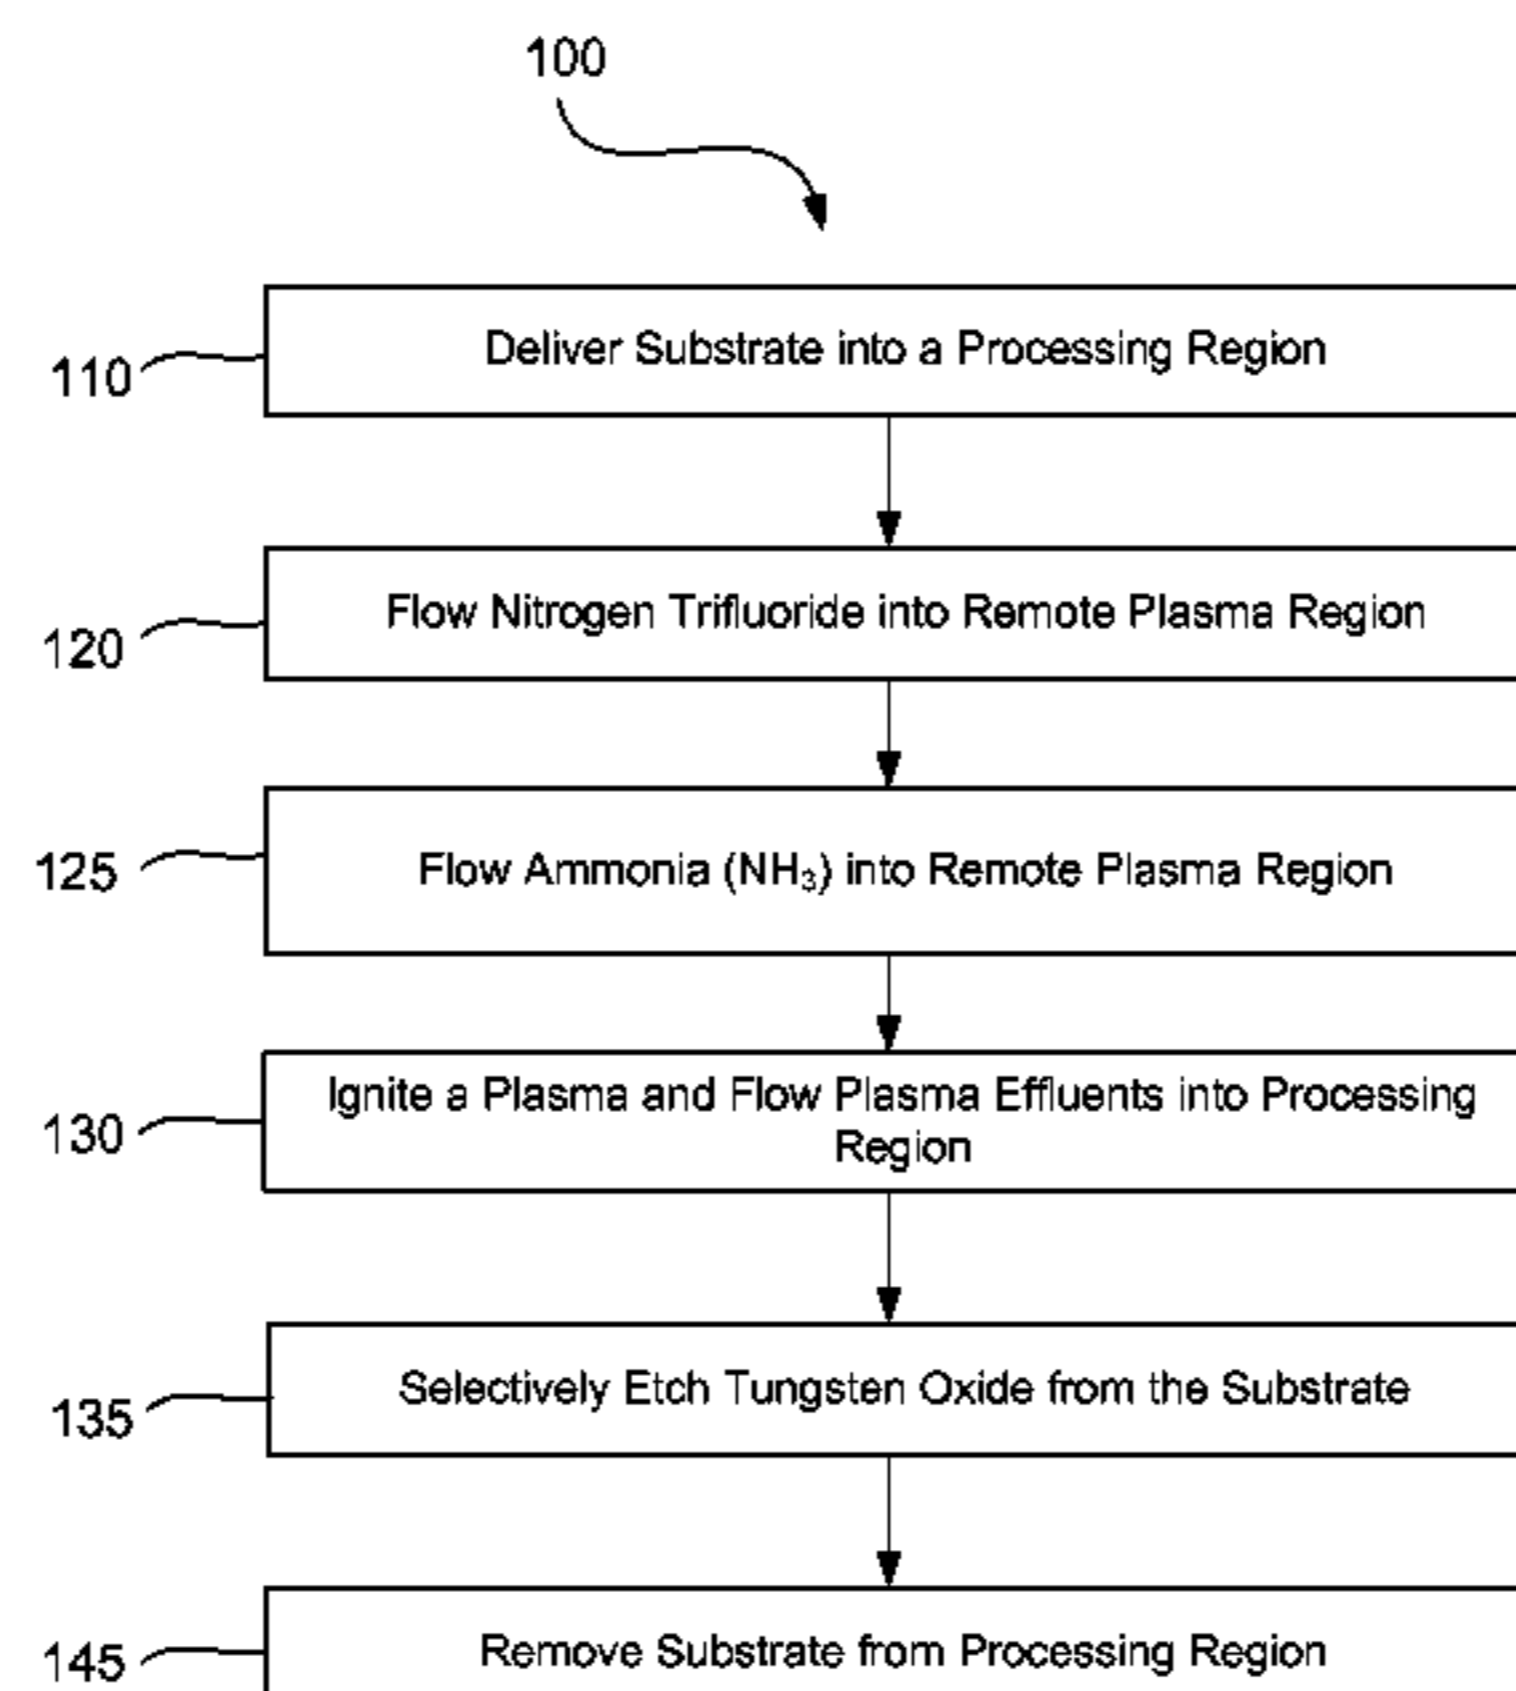 100
110
Deliver Substrate into a Processing Region
120
Flow Nitrogen Trifluoride into Remote Plasma Region
125
Flow Ammonia (NH₃) into Remote Plasma Region
130
Ignite a Plasma and Flow Plasma Effluents into Processing
Region
135
Selectively Etch Tungsten Oxide from the Substrate
145
Remove Substrate from Processing Region